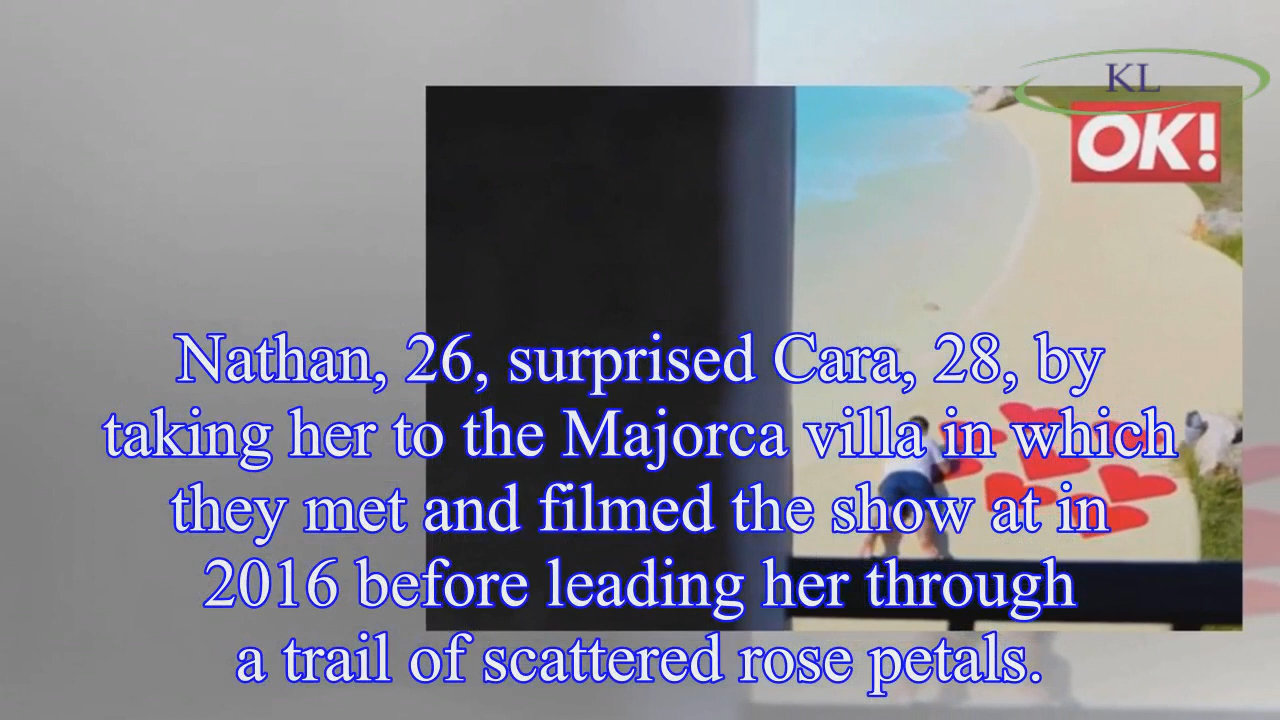 KL
OK!
Nathan, 26, surprised Cara, 28, by
taking her to the Majorca villa in which
they met and filmed the show at in
2016 before leading her through
a trail of scattered rose petals.